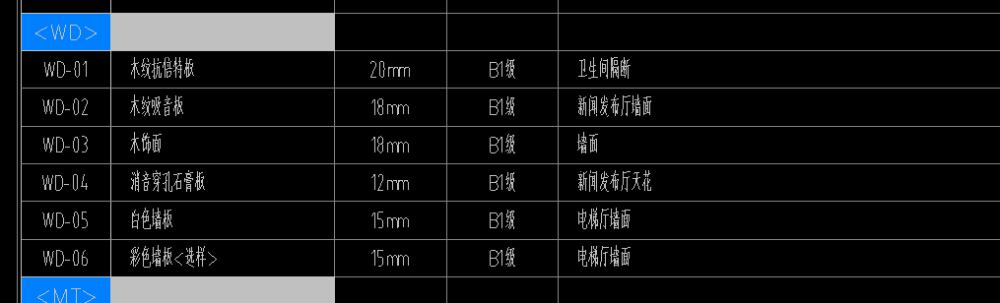 <WD>
WD-01 木纹抗倍特板 20mm B1级 卫生间隔断
WD-02 木纹吸音板 18mm B1级 新闻发布厅墙面
WD-03 木饰面 18mm B1级 墙面
WD-04 消音穿孔石膏板 12mm B1级 新闻发布厅天花
WD-05 白色墙板 15mm B1级 电梯厅墙面
WD-06 彩色墙板<选样> 15mm B1级 电梯厅墙面
<MT>